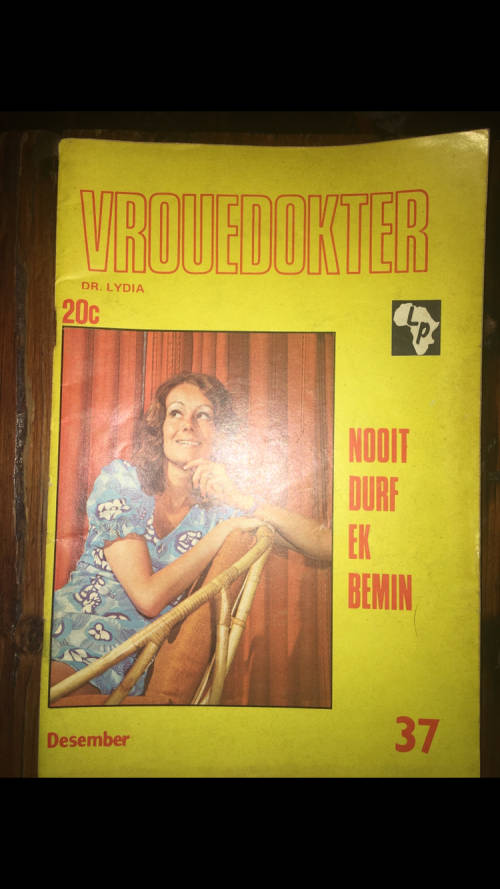 VROUEDOKTER
DR. LYDIA
20c
Lp
NOOIT
DURF
EK
BEMIN
Desember
37